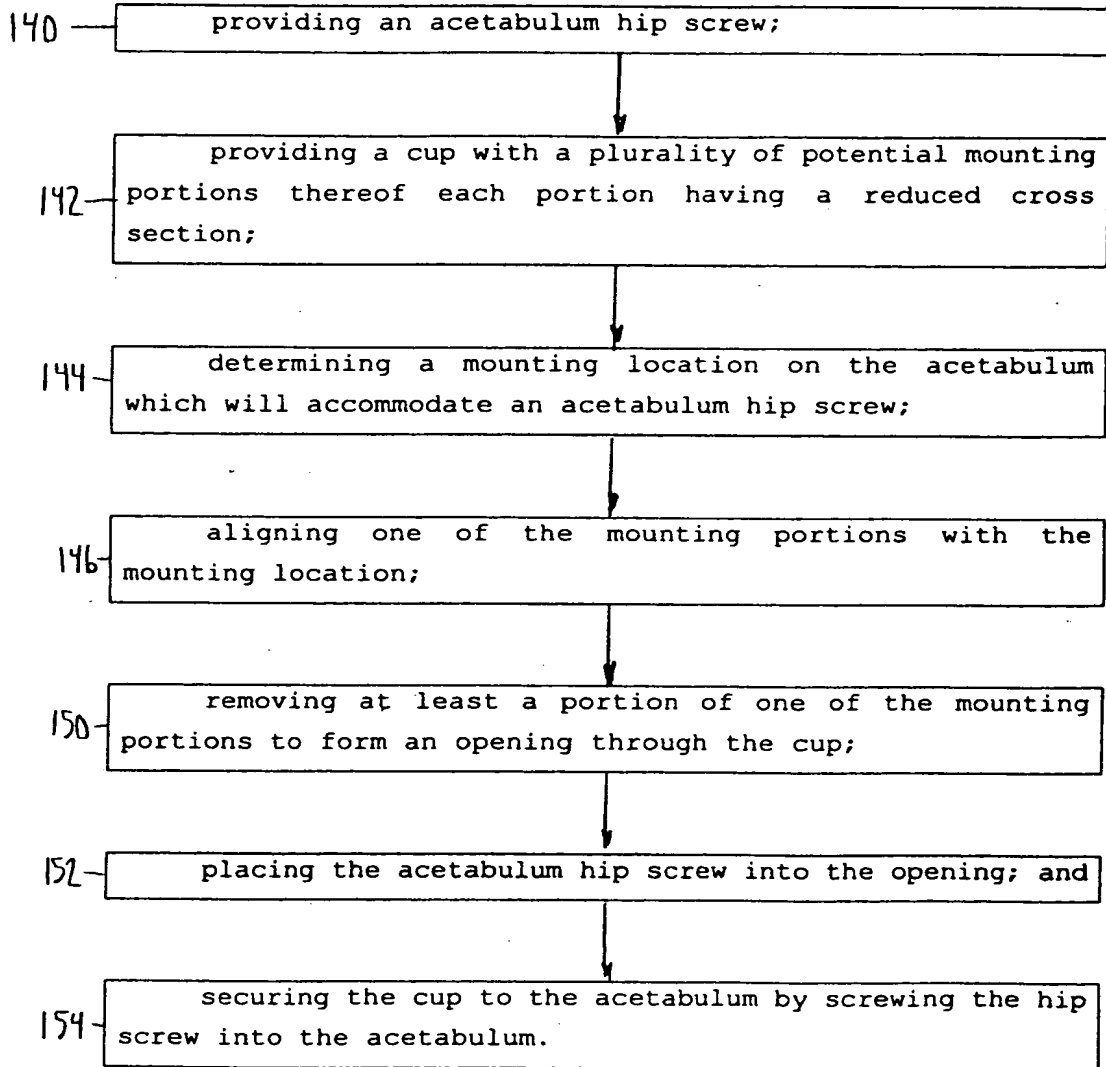 140 providing an acetabulum hip screw;
142 providing a cup with a plurality of potential mounting
portions thereof each portion having a reduced cross
section;
144 determining a mounting location on the acetabulum
which will accommodate an acetabulum hip screw;
146 aligning one of the mounting portions with the
mounting location;
150 removing at least a portion of one of the mounting
portions to form an opening through the cup;
152 placing the acetabulum hip screw into the opening; and
154 securing the cup to the acetabulum by screwing the hip
screw into the acetabulum.